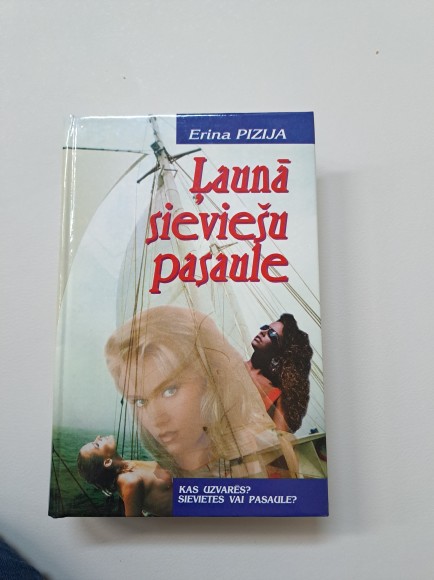 Erina PIZIJA
Ļaunā
sieviešu
pasaule
KAS UZVARĒS?
SIEVIETES VAI PASAULE?